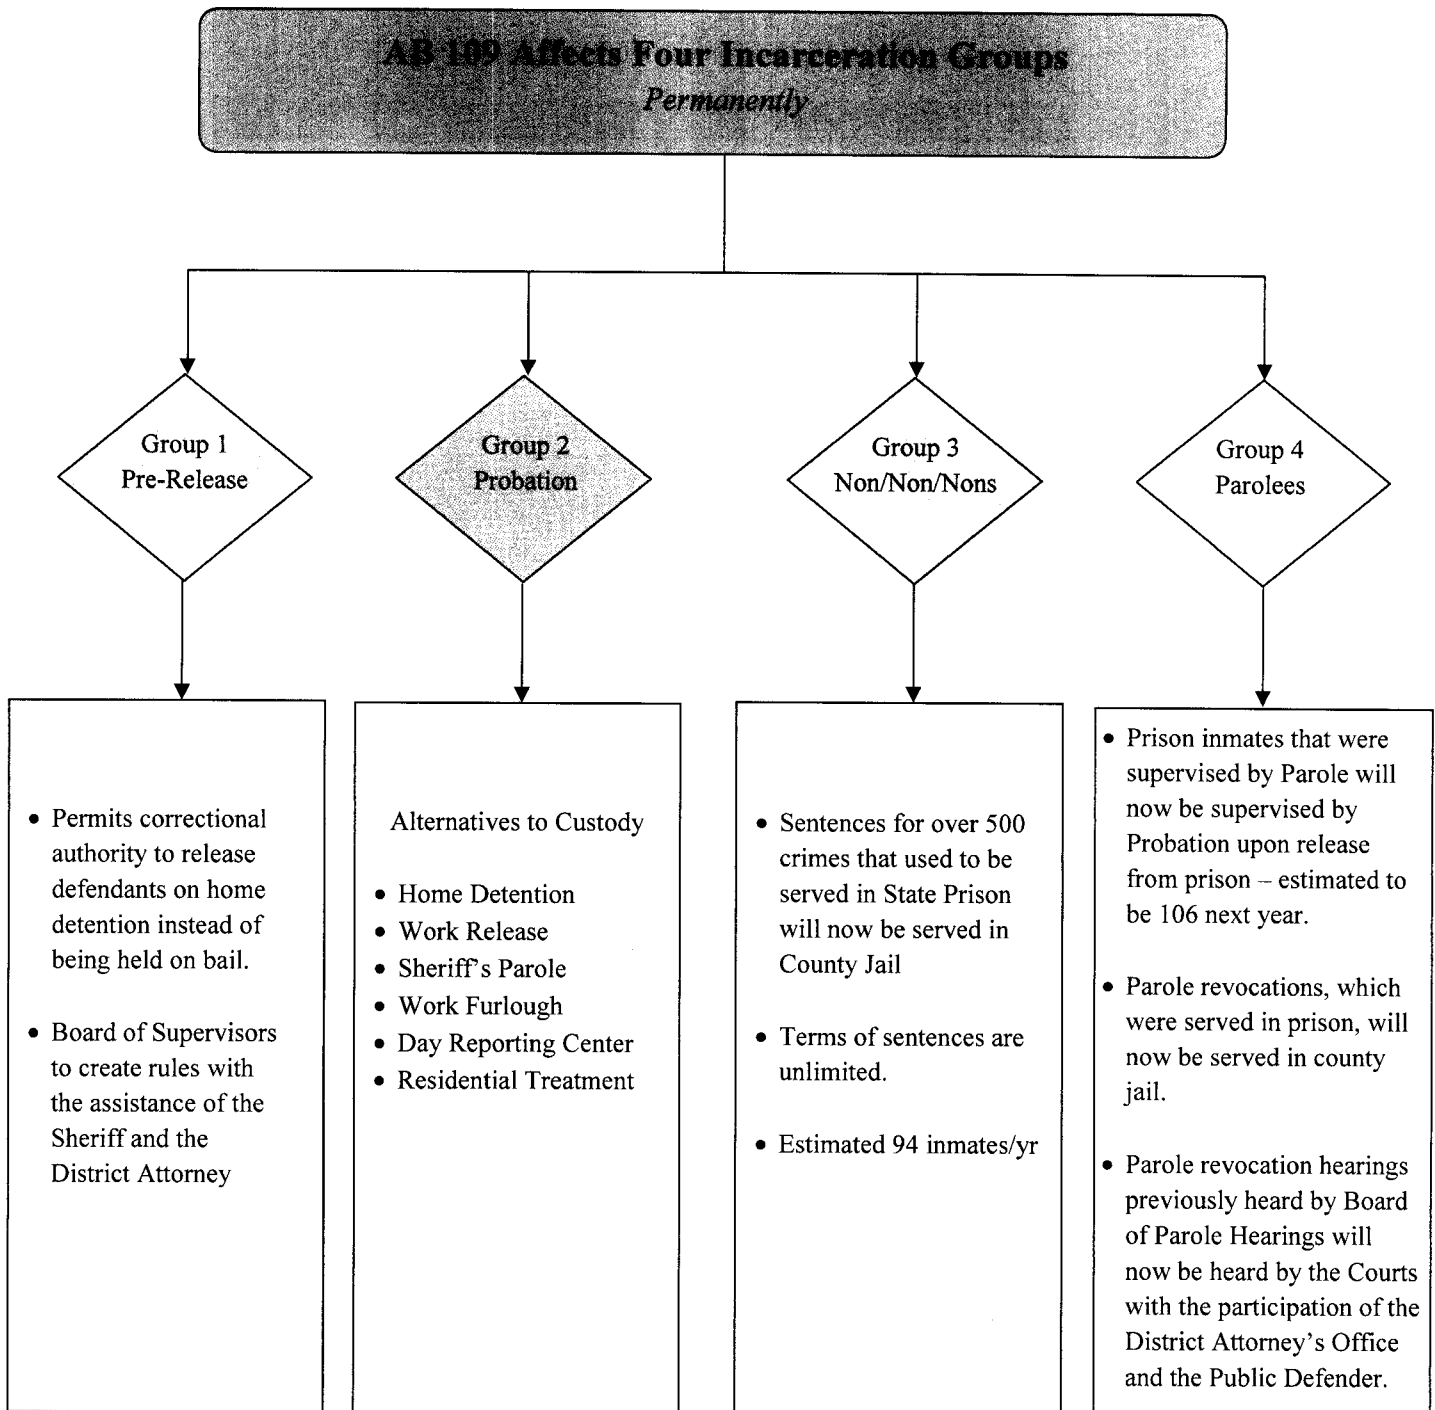 AB 109 Affects Four Incarceration Groups
Permanently
Group 1
Pre-Release
Group 2
Probation
Group 3
Non/Non/Nons
Group 4
Parolees
• Permits correctional
authority to release
defendants on home
detention instead of
being held on bail.
• Board of Supervisors
to create rules with
the assistance of the
Sheriff and the
District Attorney
Alternatives to Custody
• Home Detention
• Work Release
• Sheriff's Parole
• Work Furlough
• Day Reporting Center
• Residential Treatment
• Sentences for over 500
crimes that used to be
served in State Prison
will now be served in
County Jail
• Terms of sentences are
unlimited.
• Estimated 94 inmates/yr
• Prison inmates that were
supervised by Parole will
now be supervised by
Probation upon release
from prison – estimated to
be 106 next year.
• Parole revocations, which
were served in prison, will
now be served in county
jail.
• Parole revocation hearings
previously heard by Board
of Parole Hearings will
now be heard by the Courts
with the participation of the
District Attorney's Office
and the Public Defender.